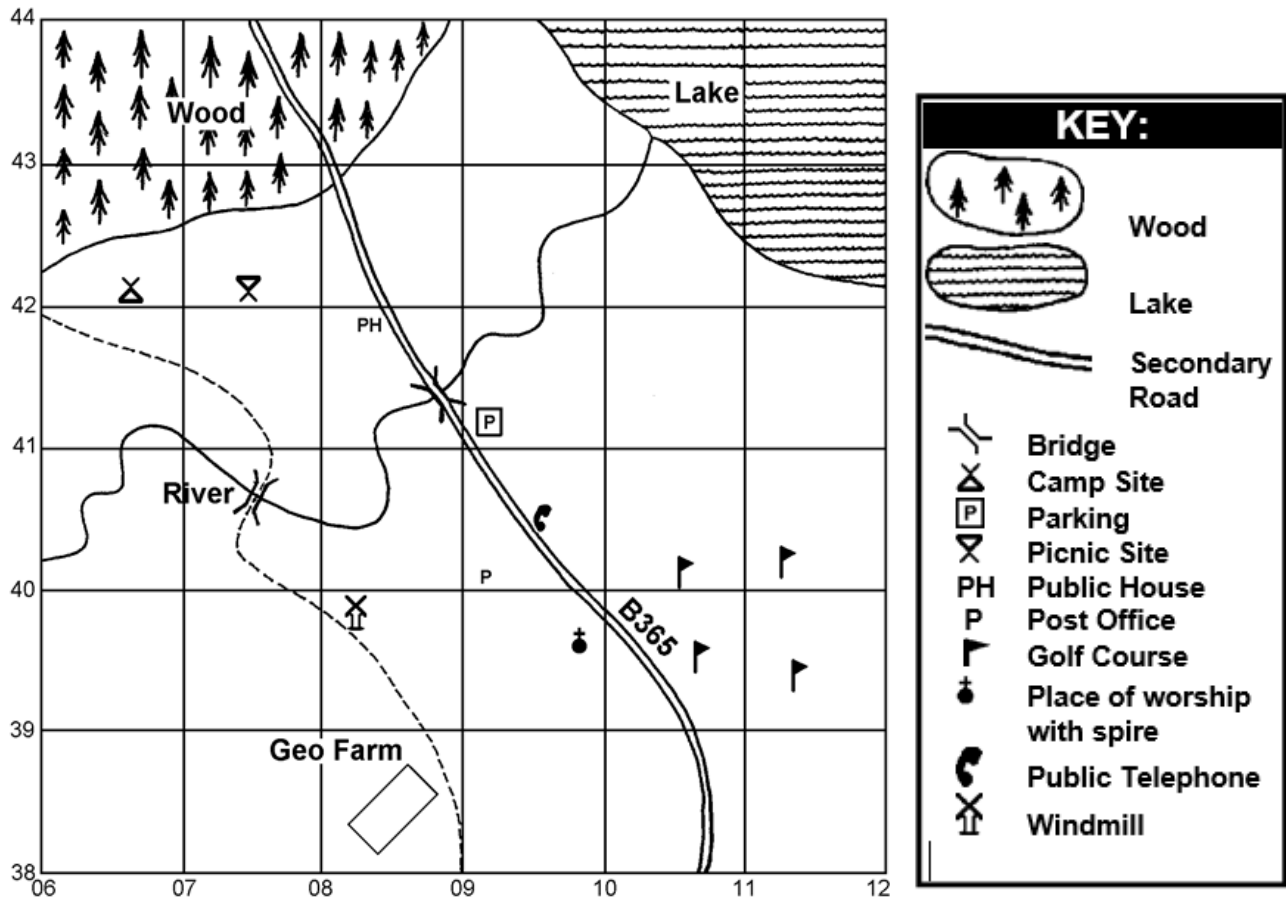 44
Wood
Lake
43
42
PH
P
41
River
40
P
B365
39
Geo Farm
38
06
07
08
09
10
11
12
KEY:
Wood
Lake
Secondary
Road
Bridge
Camp Site
P
Parking
Picnic Site
PH
Public House
P
Post Office
Golf Course
Place of worship
with spire
Public Telephone
Windmill